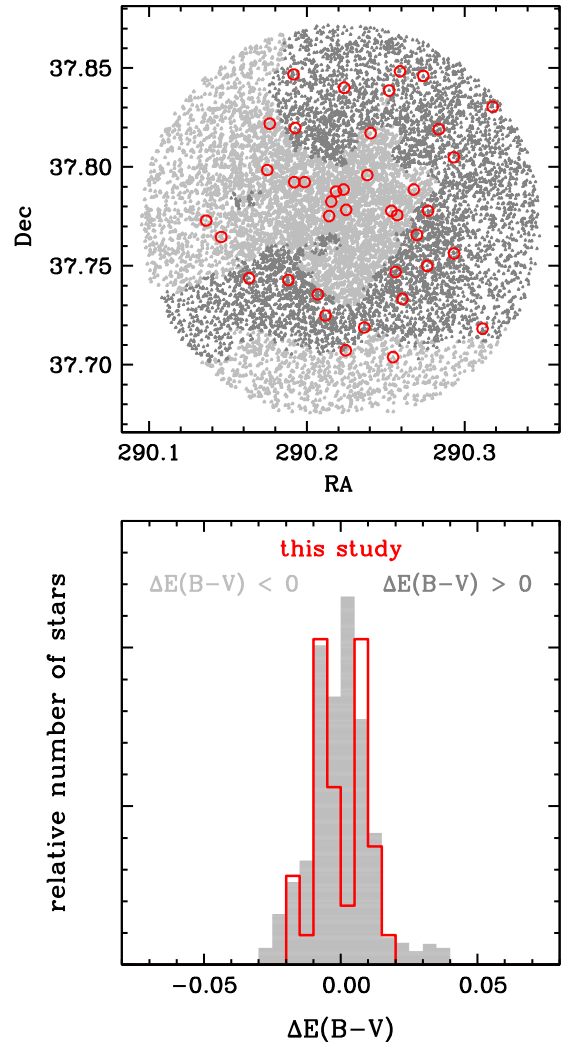 37.85
37.80
37.75
37.70
Dec
290.1
290.2
290.3
RA
this study
ΔE(B−V) < 0
ΔE(B−V) > 0
relative number of stars
−0.05
0.00
0.05
ΔE(B−V)